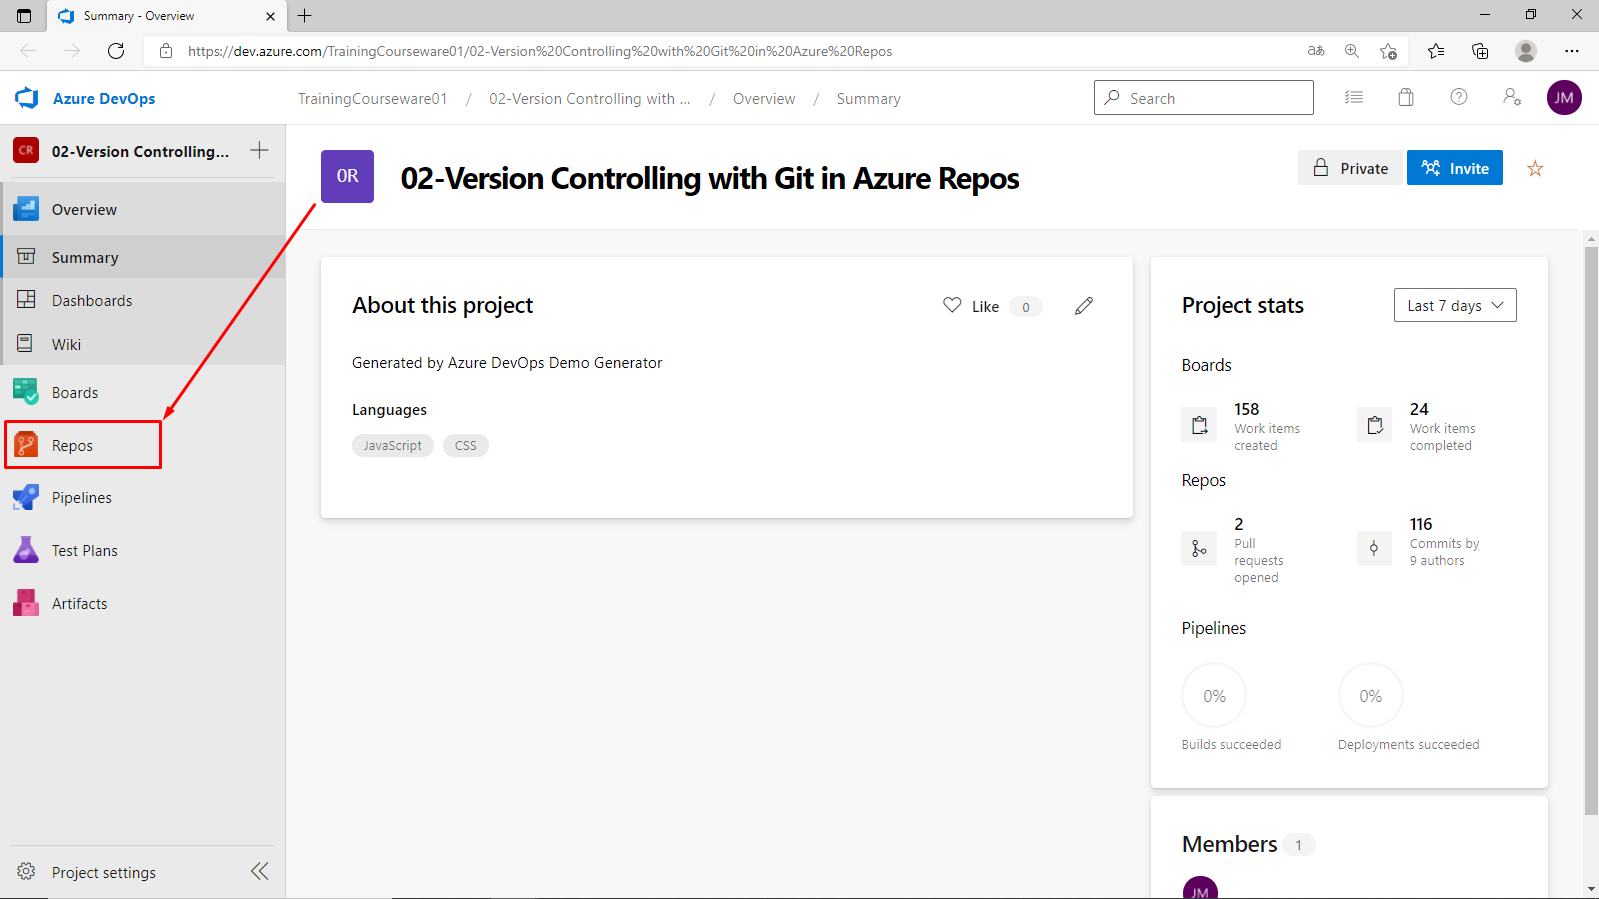 Summary - Overview
https://dev.azure.com/TrainingCourseware01/02-Version%20Controlling%20with%20Git%20in%20Azure%20Repos
aあ
Azure DevOps
TrainingCourseware01 / 02-Version Controlling with ... / Overview / Summary
Search
JM
CR
02-Version Controlling...
Overview
Summary
Dashboards
Wiki
Boards
Repos
Pipelines
Test Plans
Artifacts
Project settings
OR
02-Version Controlling with Git in Azure Repos
Private
Invite
About this project
Like 0
Generated by Azure DevOps Demo Generator
Languages
JavaScript CSS
Project stats
Last 7 days
Boards
158
Work items
created
24
Work items
completed
Repos
2
Pull
requests
opened
116
Commits by
9 authors
Pipelines
0%
Builds succeeded
0%
Deployments succeeded
Members 1
JM